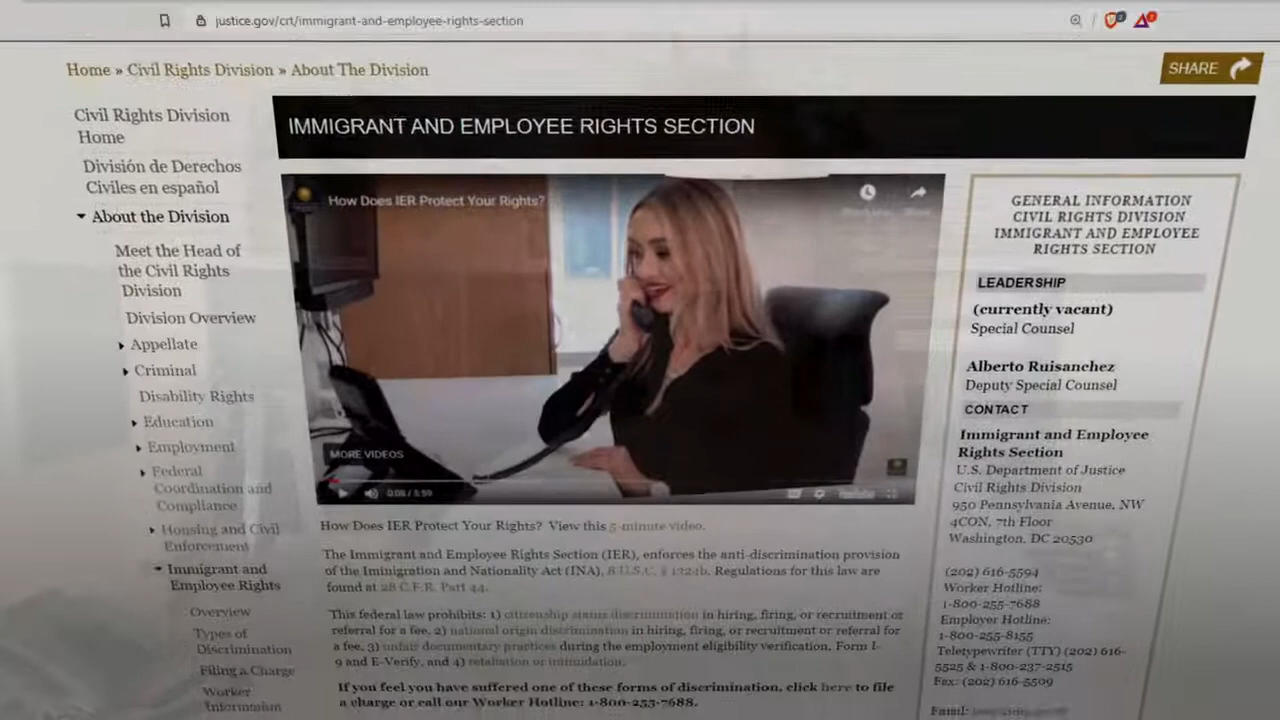 justice.gov/crt/immigrant-and-employee-rights-section
Home » Civil Rights Division » About The Division
SHARE
Civil Rights Division
Home
División de Derechos
Civiles en español
About the Division
Meet the Head of
the Civil Rights
Division
Division Overview
Appellate
Criminal
Disability Rights
Education
Employment
Federal
Coordination and
Compliance
Housing and Civil
Enforcement
Immigrant and
Employee Rights
Overview
Types of
Discrimination
Filing a Charge
Worker
Information
IMMIGRANT AND EMPLOYEE RIGHTS SECTION
How Does IER Protect Your Rights?
MORE VIDEOS
0:08 / 5:59
YouTube
How Does IER Protect Your Rights? View this 5-minute video.
The Immigrant and Employee Rights Section (IER), enforces the anti-discrimination provision
of the Immigration and Nationality Act (INA), 8 U.S.C. § 1324b. Regulations for this law are
found at 28 C.F.R. Part 44.
This federal law prohibits: 1) citizenship status discrimination in hiring, firing, or recruitment or
referral for a fee, 2) national origin discrimination in hiring, firing, or recruitment or referral for
a fee, 3) unfair documentary practices during the employment eligibility verification, Form I-
9 and E-Verify, and 4) retaliation or intimidation.
If you feel you have suffered one of these forms of discrimination, click here to file
a charge or call our Worker Hotline: 1-800-255-7688.
GENERAL INFORMATION
CIVIL RIGHTS DIVISION
IMMIGRANT AND EMPLOYEE
RIGHTS SECTION
LEADERSHIP
(currently vacant)
Special Counsel
Alberto Ruisanchez
Deputy Special Counsel
CONTACT
Immigrant and Employee
Rights Section
U.S. Department of Justice
Civil Rights Division
950 Pennsylvania Avenue, NW
4CON, 7th Floor
Washington, DC 20530
(202) 616-5594
Worker Hotline:
1-800-255-7688
Employer Hotline:
1-800-255-8155
Teletypewriter (TTY) (202) 616-
5525 & 1-800-237-2515
Fax: (202) 616-5509
Email: